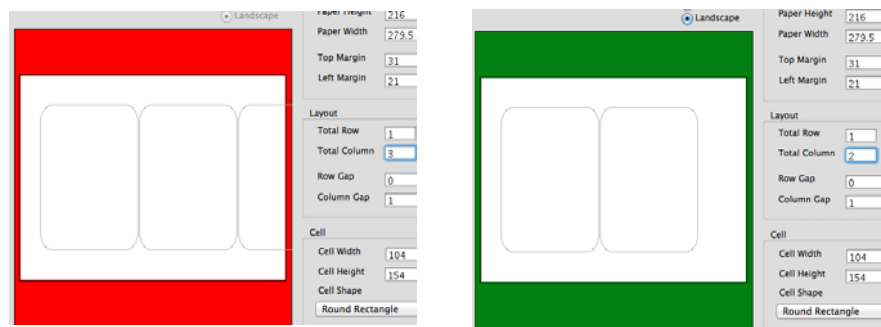 Landscape
Paper Height 216
Paper Width 279.5
Top Margin 31
Left Margin 21
Layout
Total Row 1
Total Column 3
Row Gap 0
Column Gap 1
Cell
Cell Width 104
Cell Height 154
Cell Shape
Round Rectangle
Landscape
Paper Height 216
Paper Width 279.5
Top Margin 31
Left Margin 21
Layout
Total Row 1
Total Column 2
Row Gap 0
Column Gap 1
Cell
Cell Width 104
Cell Height 154
Cell Shape
Round Rectangle